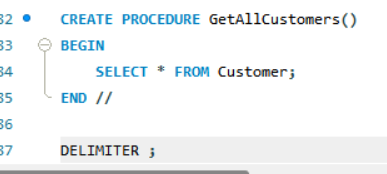 32 CREATE PROCEDURE GetAllCustomers()
33 BEGIN
34 SELECT * FROM Customer;
35 END //
36
37 DELIMITER ;